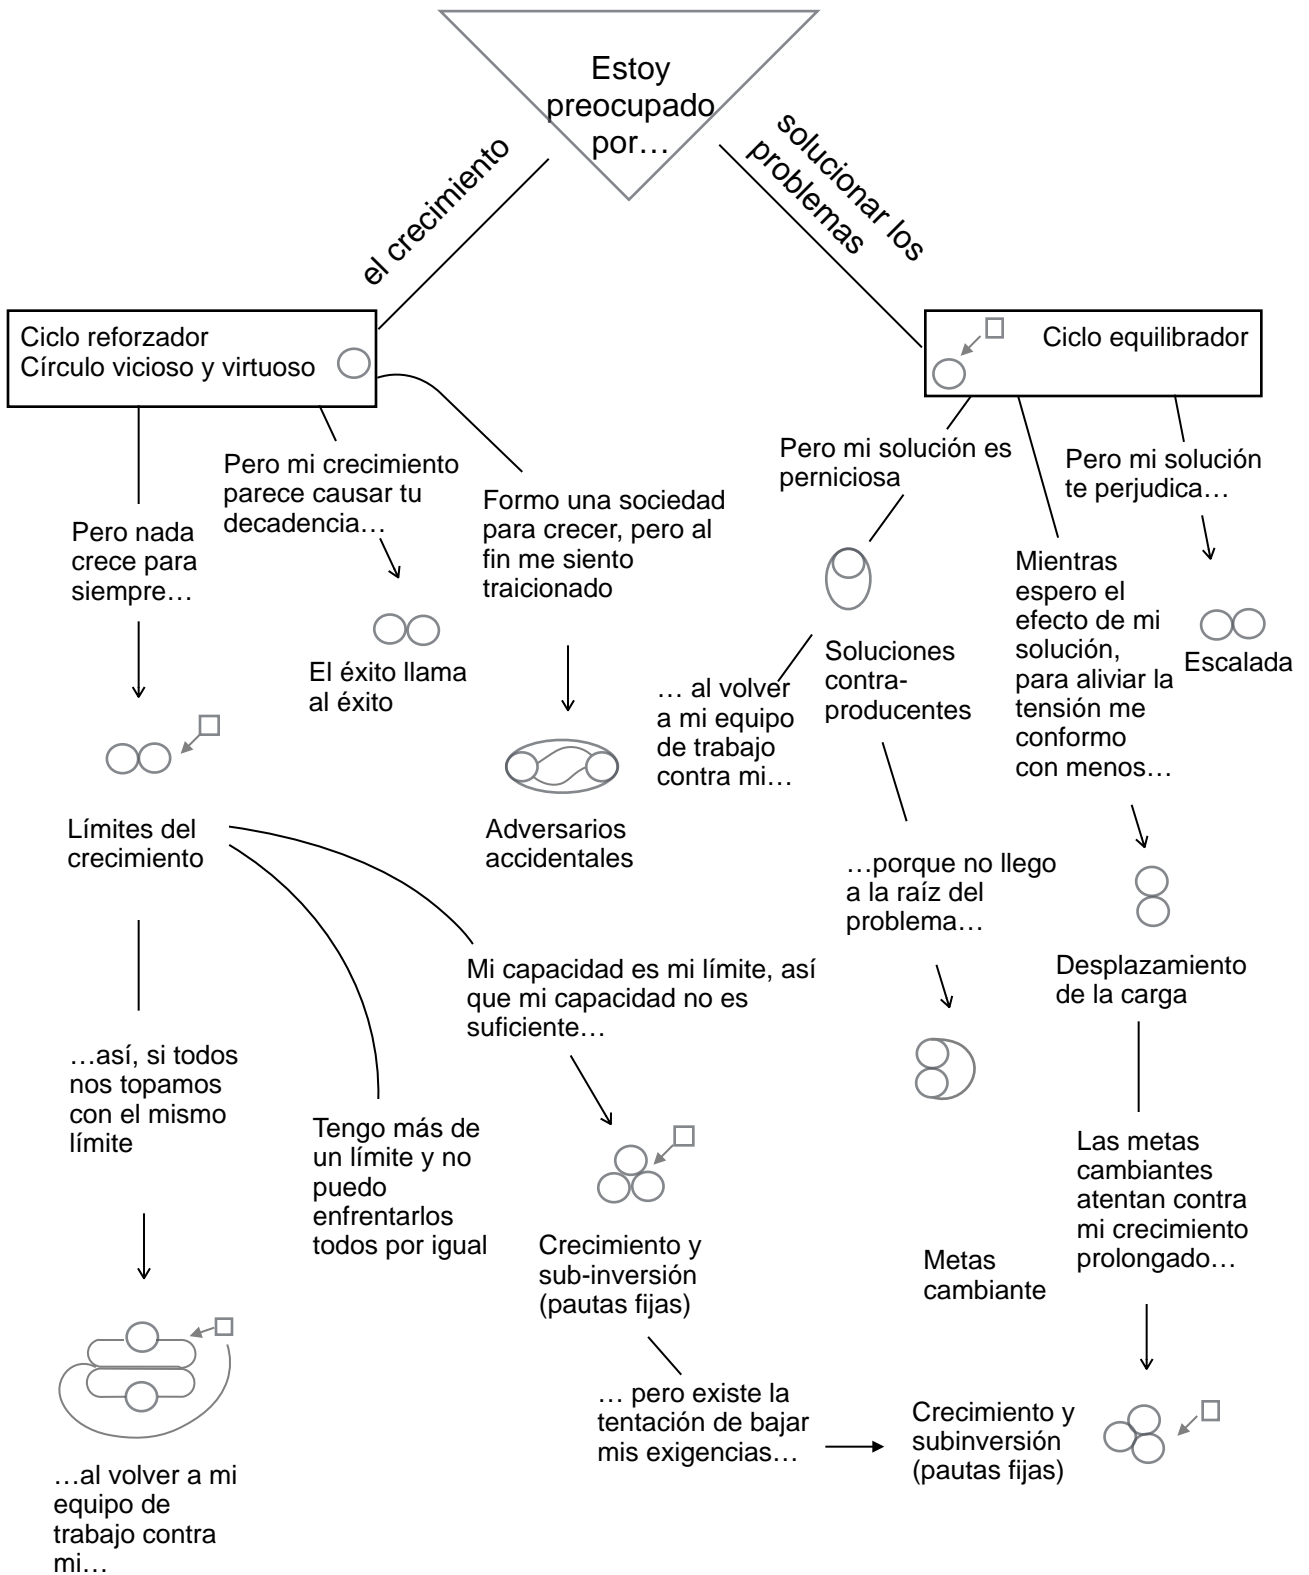 Estoy
preocupado
por…
el crecimiento
solucionar los
problemas
Ciclo reforzador
Círculo vicioso y virtuoso
Ciclo equilibrador
Pero nada
crece para
siempre…
Pero mi crecimiento
parece causar tu
decadencia…
Formo una sociedad
para crecer, pero al
fin me siento
traicionado
Pero mi solución es
perniciosa
Pero mi solución
te perjudica…
Mientras
espero el
efecto de mi
solución,
para aliviar la
tensión me
conformo
con menos…
El éxito llama
al éxito
… al volver
a mi equipo
de trabajo
contra mi…
Soluciones
contra-
producentes
Escalada
Límites del
crecimiento
Adversarios
accidentales
…porque no llego
a la raíz del
problema…
Mi capacidad es mi límite, así
que mi capacidad no es
suficiente…
Desplazamiento
de la carga
…así, si todos
nos topamos
con el mismo
límite
Tengo más de
un límite y no
puedo
enfrentarlos
todos por igual
Crecimiento y
sub-inversión
(pautas fijas)
Metas
cambiante
Las metas
cambiantes
atentan contra
mi crecimiento
prolongado…
… pero existe la
tentación de bajar
mis exigencias…
Crecimiento y
subinversión
(pautas fijas)
…al volver a mi
equipo de
trabajo contra
mi…